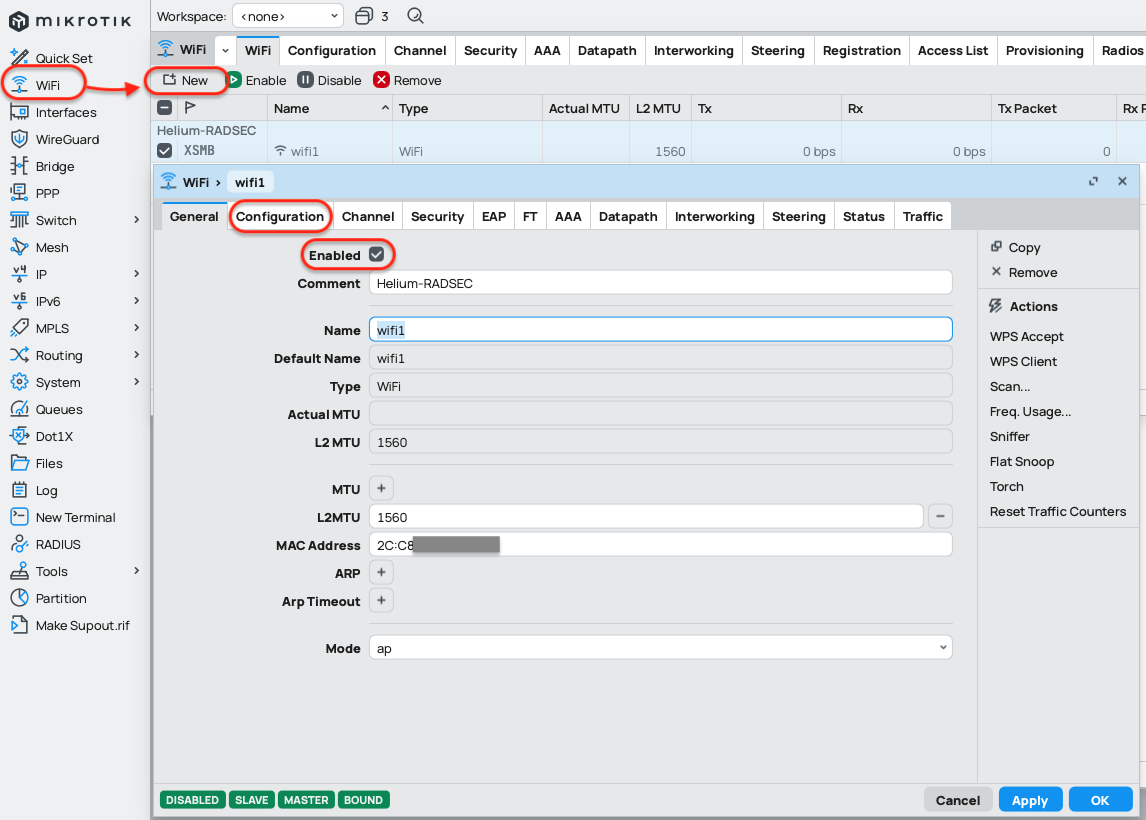 MIKROTIK
Quick Set
WiFi
Interfaces
WireGuard
Bridge
PPP
Switch
Mesh
IP
IPv6
MPLS
Routing
System
Queues
Dot1X
Files
Log
New Terminal
RADIUS
Tools
Partition
Make Supout.rif
Workspace: <none> 3
WiFi WiFi Configuration Channel Security AAA Datapath Interworking Steering Registration Access List Provisioning Radios
New Enable Disable Remove
Name Type Actual MTU L2 MTU Tx Rx Tx Packet Rx P
Helium-RADSEC
XSMB wifi1 WiFi 1560 0 bps 0 bps 0
WiFi › wifi1
General Configuration Channel Security EAP FT AAA Datapath Interworking Steering Status Traffic
Enabled
Comment Helium-RADSEC
Name wifi1
Default Name wifi1
Type WiFi
Actual MTU
L2 MTU 1560
MTU
L2MTU 1560
MAC Address 2C:C8
ARP
Arp Timeout
Mode ap
Copy
Remove
Actions
WPS Accept
WPS Client
Scan...
Freq. Usage...
Sniffer
Flat Snoop
Torch
Reset Traffic Counters
DISABLED SLAVE MASTER BOUND
Cancel Apply OK